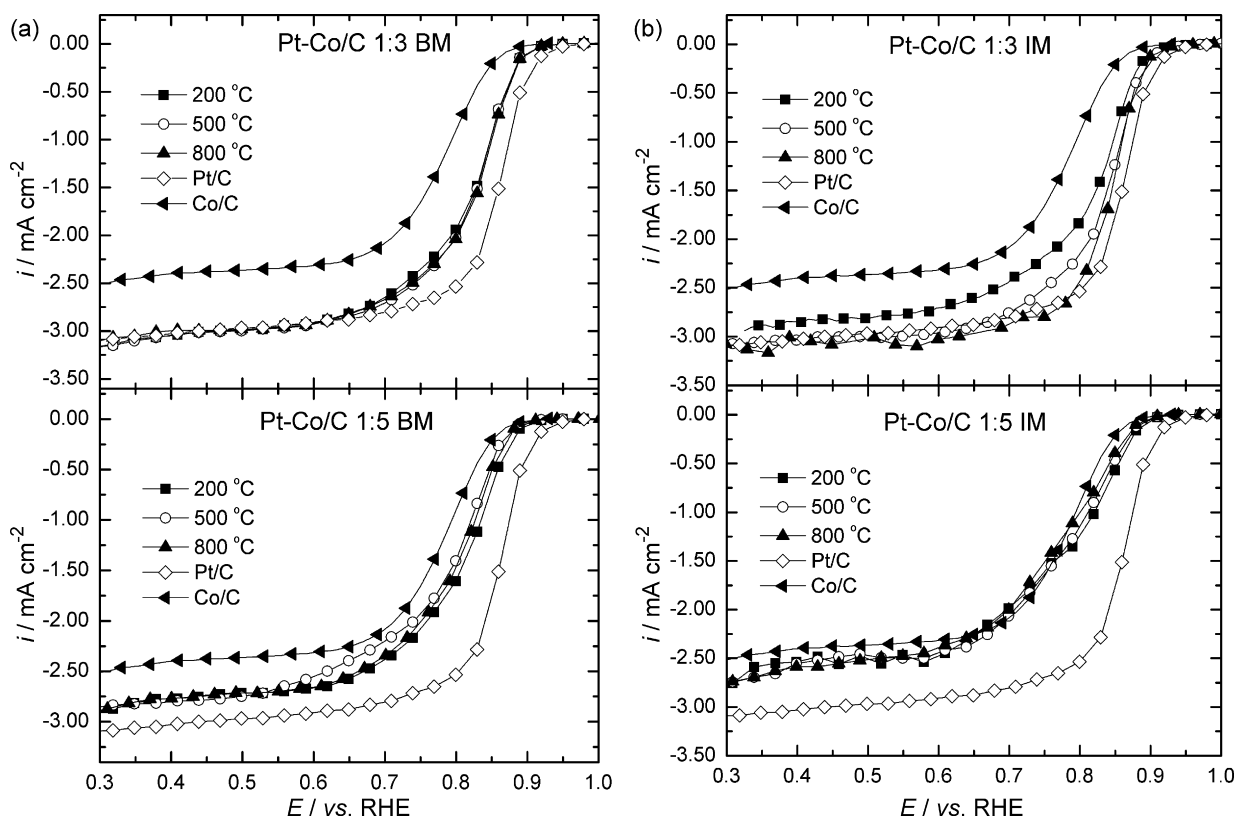 (a)
Pt-Co/C 1:3 BM
0.00
-0.50
-1.00
-1.50
-2.00
-2.50
-3.00
-3.50
i / mA cm-2
200 °C
500 °C
800 °C
Pt/C
Co/C
Pt-Co/C 1:5 BM
0.00
-0.50
-1.00
-1.50
-2.00
-2.50
-3.00
i / mA cm-2
200 °C
500 °C
800 °C
Pt/C
Co/C
0.3 0.4 0.5 0.6 0.7 0.8 0.9 1.0
E / vs. RHE
(b)
Pt-Co/C 1:3 IM
0.00
-0.50
-1.00
-1.50
-2.00
-2.50
-3.00
-3.50
i / mA cm-2
200 °C
500 °C
800 °C
Pt/C
Co/C
Pt-Co/C 1:5 IM
0.00
-0.50
-1.00
-1.50
-2.00
-2.50
-3.00
-3.50
i / mA cm-2
200 °C
500 °C
800 °C
Pt/C
Co/C
0.3 0.4 0.5 0.6 0.7 0.8 0.9 1.0
E / vs. RHE